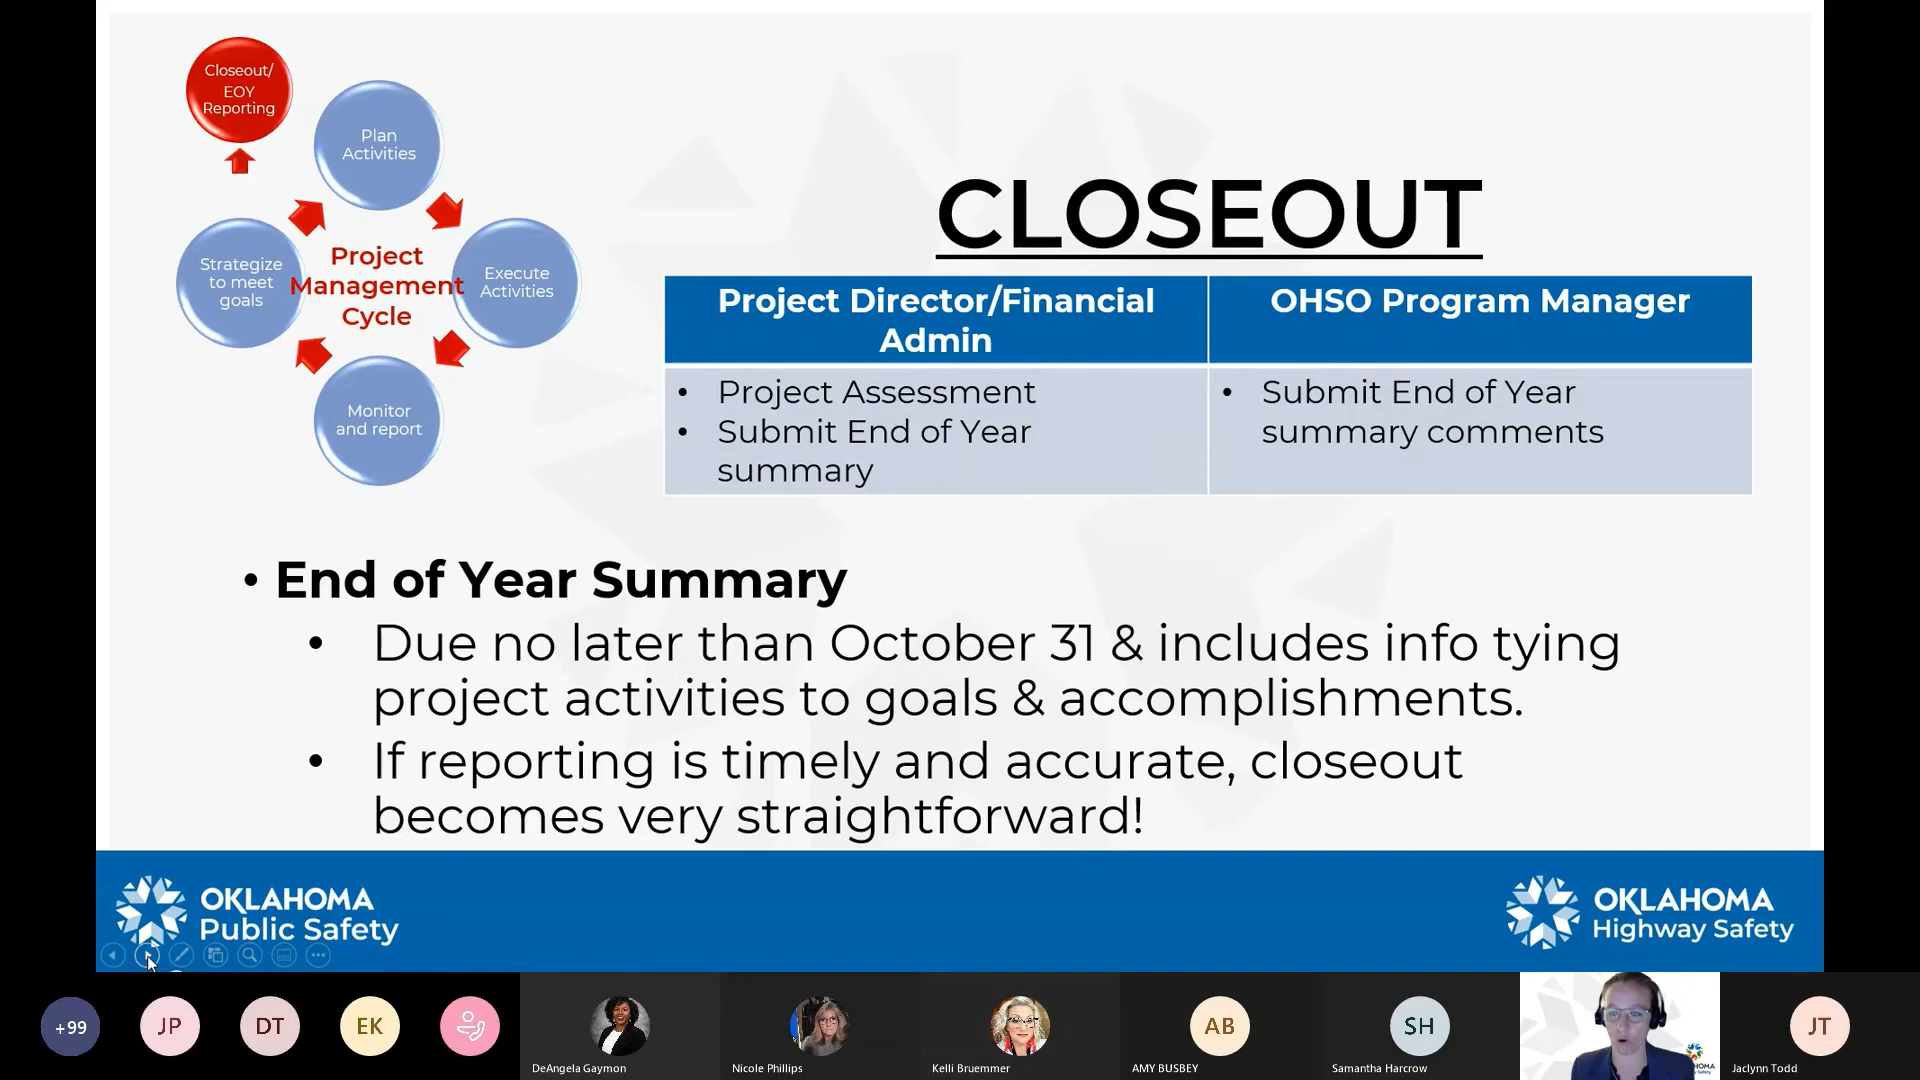 Closeout/
EOY
Reporting
Plan
Activities
Execute
Activities
Monitor
and report
Strategize
to meet
goals
Project
Management
Cycle
CLOSEOUT
Project Director/Financial
Admin
OHSO Program Manager
• Project Assessment
• Submit End of Year
summary
• Submit End of Year
summary comments
• End of Year Summary
• Due no later than October 31 & includes info tying
project activities to goals & accomplishments.
• If reporting is timely and accurate, closeout
becomes very straightforward!
OKLAHOMA
Public Safety
OKLAHOMA
Highway Safety
+99
JP
DT
EK
DeAngela Gaymon
Nicole Phillips
Kelli Bruemmer
AB
AMY BUSBEY
SH
Samantha Harcrow
JT
Jaclynn Todd